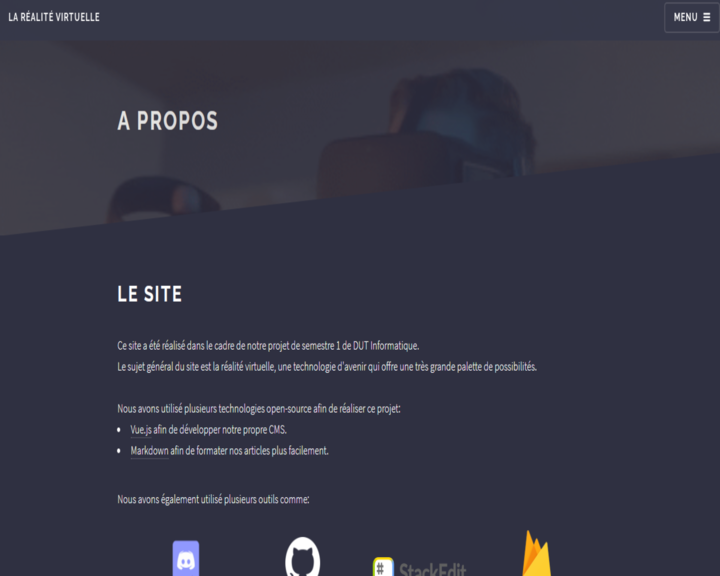 LA RÉALITÉ VIRTUELLE
MENU
A PROPOS
LE SITE
Ce site a été réalisé dans le cadre de notre projet de semestre 1 de DUT Informatique.
Le sujet général du site est la réalité virtuelle, une technologie d'avenir qui offre une très grande palette de possibilités.
Nous avons utilisé plusieurs technologies open-source afin de réaliser ce projet:
Vue.js afin de développer notre propre CMS.
Markdown afin de formater nos articles plus facilement.
Nous avons également utilisé plusieurs outils comme:
# StackEdit